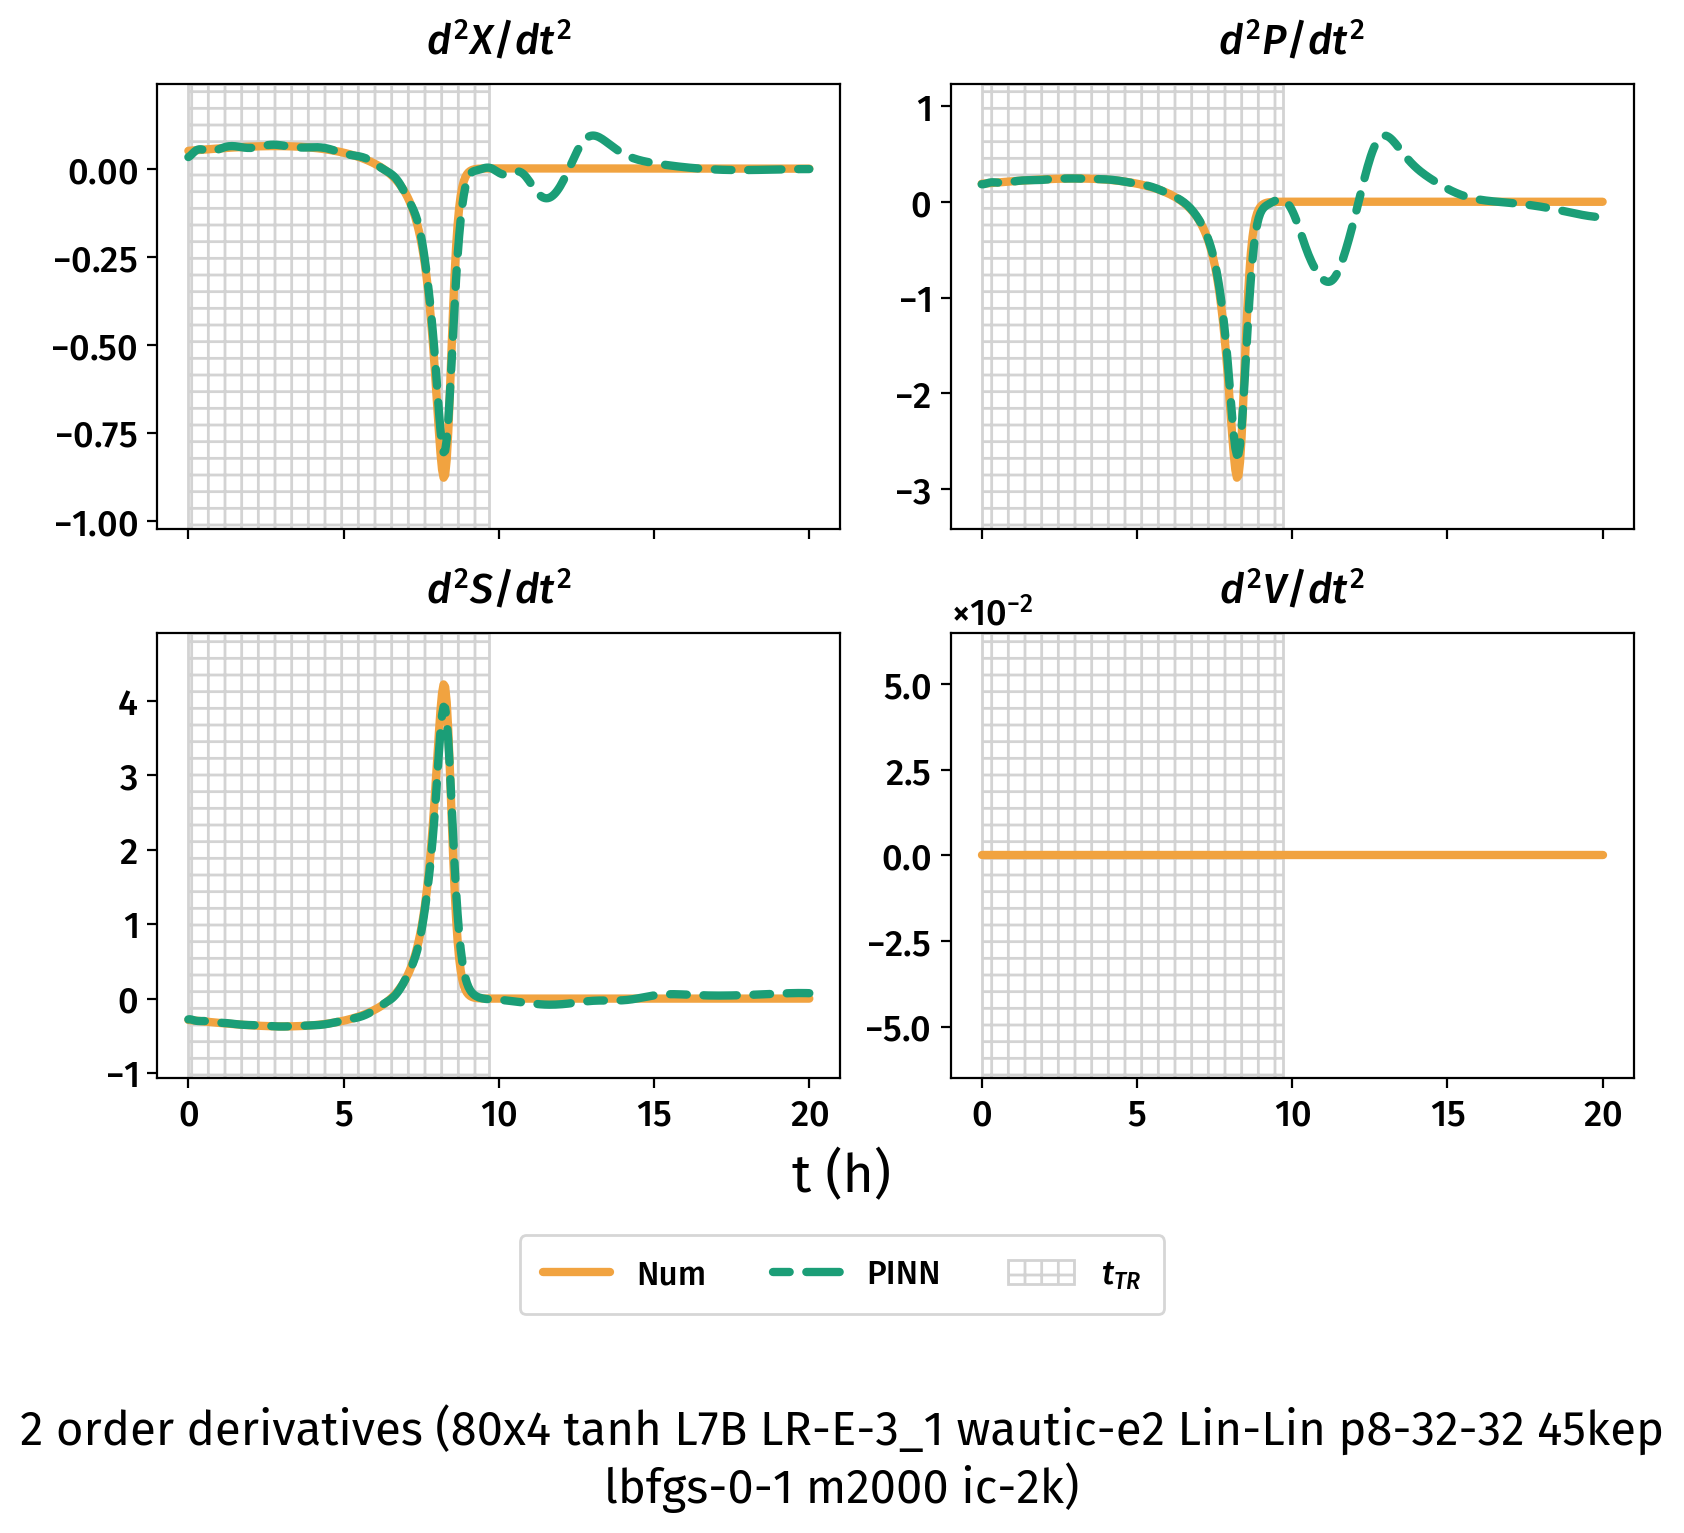 d²X/dt²
d²P/dt²
0.00
−0.25
−0.50
−0.75
−1.00
1
0
−1
−2
−3
d²S/dt²
d²V/dt²
×10⁻²
4
3
2
1
0
−1
5.0
2.5
0.0
−2.5
−5.0
0 5 10 15 20
0 5 10 15 20
t (h)
Num PINN t_TR
2 order derivatives (80x4 tanh L7B LR-E-3_1 wautic-e2 Lin-Lin p8-32-32 45kep
lbfgs-0-1 m2000 ic-2k)